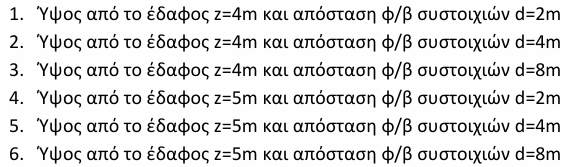 1. Ύψος από το έδαφος z=4m και απόσταση φ/β συστοιχιών d=2m
2. Ύψος από το έδαφος z=4m και απόσταση φ/β συστοιχιών d=4m
3. Ύψος από το έδαφος z=4m και απόσταση φ/β συστοιχιών d=8m
4. Ύψος από το έδαφος z=5m και απόσταση φ/β συστοιχιών d=2m
5. Ύψος από το έδαφος z=5m και απόσταση φ/β συστοιχιών d=4m
6. Ύψος από το έδαφος z=5m και απόσταση φ/β συστοιχιών d=8m